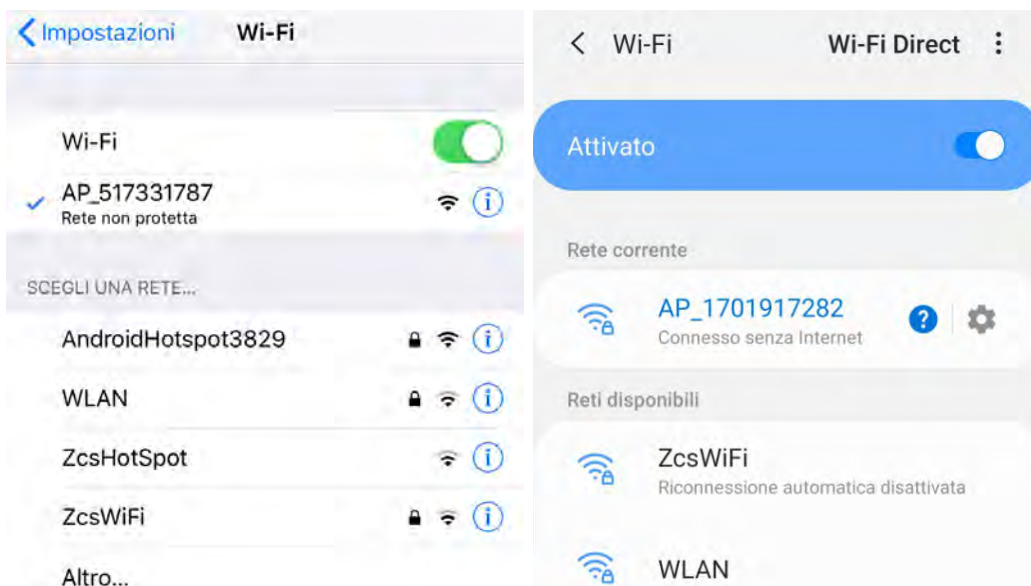 Impostazioni
Wi-Fi
Wi-Fi
AP_517331787
Rete non protetta
SCEGLI UNA RETE...
AndroidHotspot3829
WLAN
ZcsHotSpot
ZcsWiFi
Altro...
Wi-Fi
Wi-Fi Direct
Attivato
Rete corrente
AP_1701917282
Connesso senza Internet
Reti disponibili
ZcsWiFi
Riconnessione automatica disattivata
WLAN